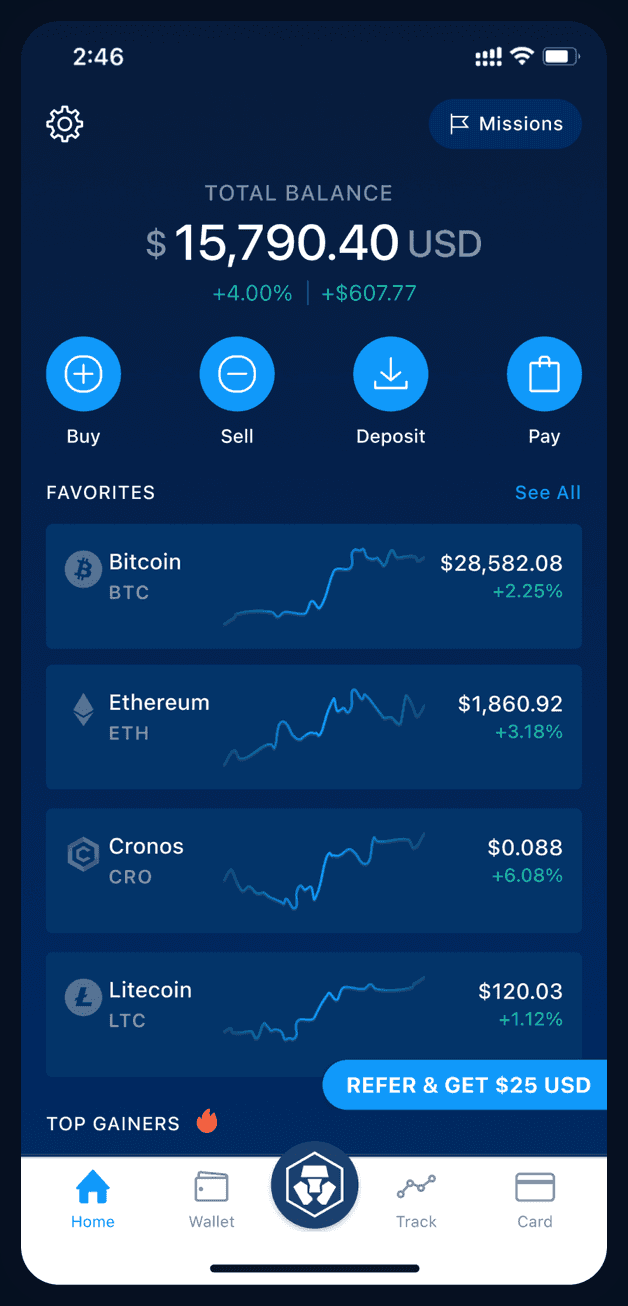 2:46
Missions
TOTAL BALANCE
$ 15,790.40 USD
+4.00% | +$607.77
Buy Sell Deposit Pay
FAVORITES See All
Bitcoin $28,582.08
BTC +2.25%
Ethereum $1,860.92
ETH +3.18%
Cronos $0.088
CRO +6.08%
Litecoin $120.03
LTC +1.12%
REFER & GET $25 USD
TOP GAINERS
Home Wallet Track Card